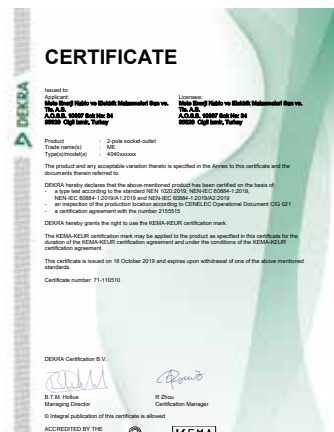 DEKRA
CERTIFICATE
Issued to:
Applicant:
Licensee:
Product : 2-pole socket-outlet
Trade name(s) : ME
Type(s)/model(s) : 4040xxxxxx
The product and any acceptable variation thereto is specified in the Annex to this certificate and the
documents therein referred to.
DEKRA hereby declares that the above-mentioned product has been certified on the basis of:
- a type test according to the standard NEN 1020:2019, NEN-IEC 60884-1:2019,
NEN-IEC 60884-1:2019/A1:2019 and NEN-IEC 60884-1:2019/A2:2019
- an inspection of the production location according to CENELEC Operational Document CIG 021
- a certification agreement with the number 2155515
DEKRA hereby grants the right to use the KEMA-KEUR certification mark.
The KEMA-KEUR certification mark may be applied to the product as specified in this certificate for the
duration of the KEMA-KEUR certification agreement and under the conditions of the KEMA-KEUR
certification agreement.
This certificate is issued on 16 October 2019 and expires upon withdrawal of one of the above mentioned
standards.
Certificate number: 71-110510
DEKRA Certification B.V.
B.T.M. Holtus
Managing Director
R Zhou
Certification Manager
© Integral publication of this certificate is allowed
ACCREDITED BY THE
KEMA